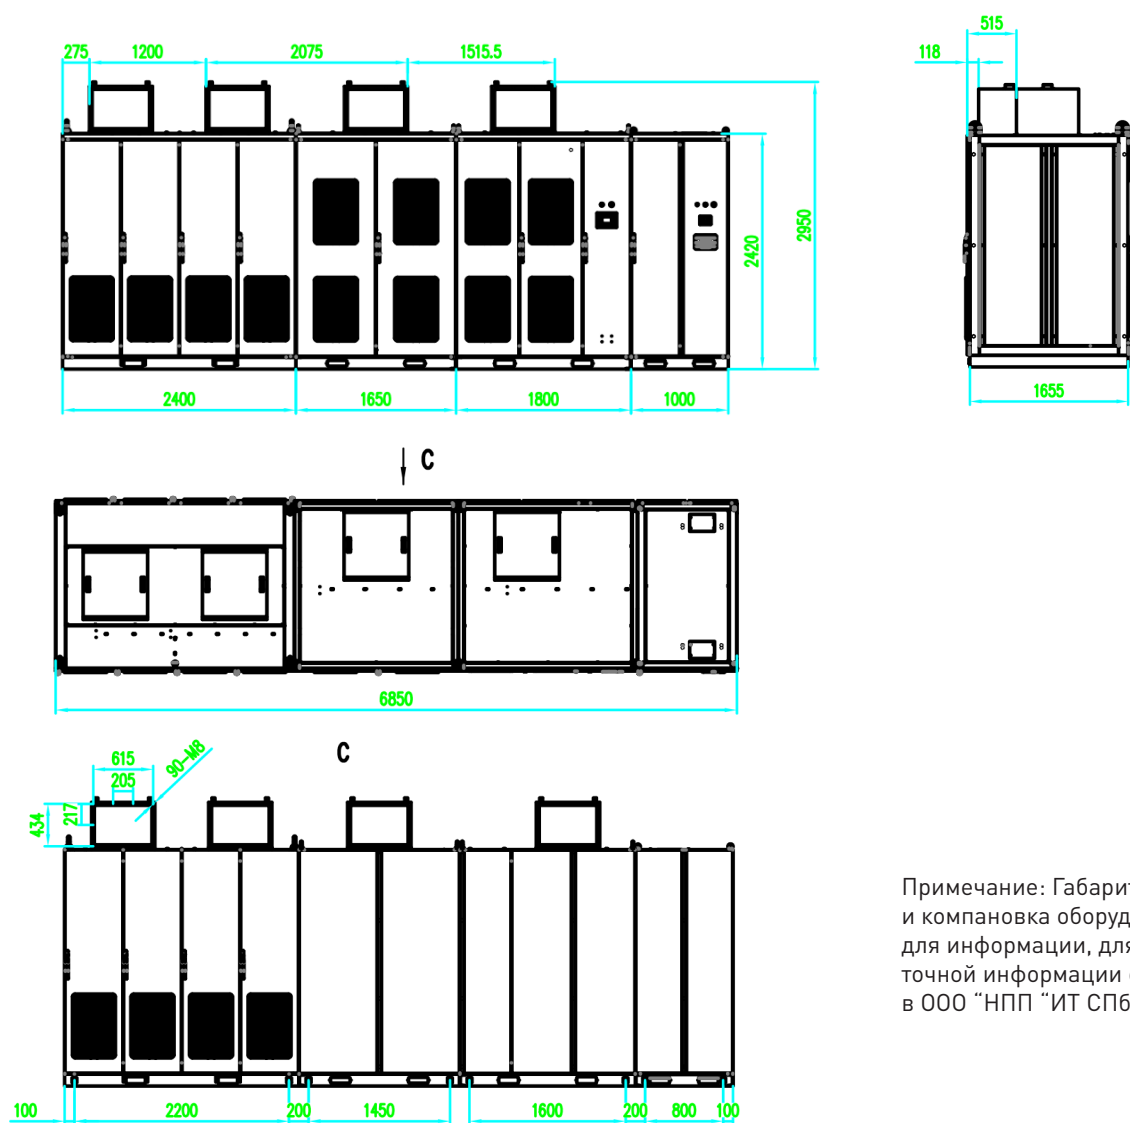 275 1200 2075 1515.5
515
118
2420
2950
2400 1650 1800 1000
1655
C
6850
C
615
205
90-M8
434
217
100 2200 200 1450 1600 200 800 100
Примечание: Габарит
и компановка оборуд
для информации, для
точной информации
в ООО “НПП “ИТ СПб